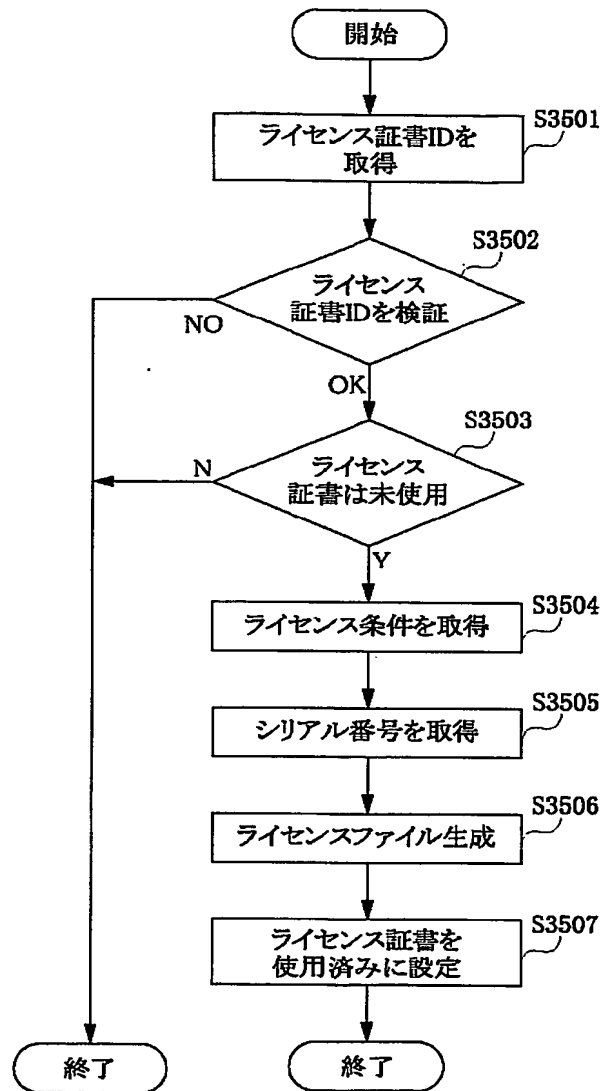 開始
ライセンス証書IDを
取得
S3501
ライセンス
証書IDを検証
S3502
NO
OK
ライセンス
証書は未使用
S3503
N
Y
ライセンス条件を取得
S3504
シリアル番号を取得
S3505
ライセンスファイル生成
S3506
ライセンス証書を
使用済みに設定
S3507
終了
終了